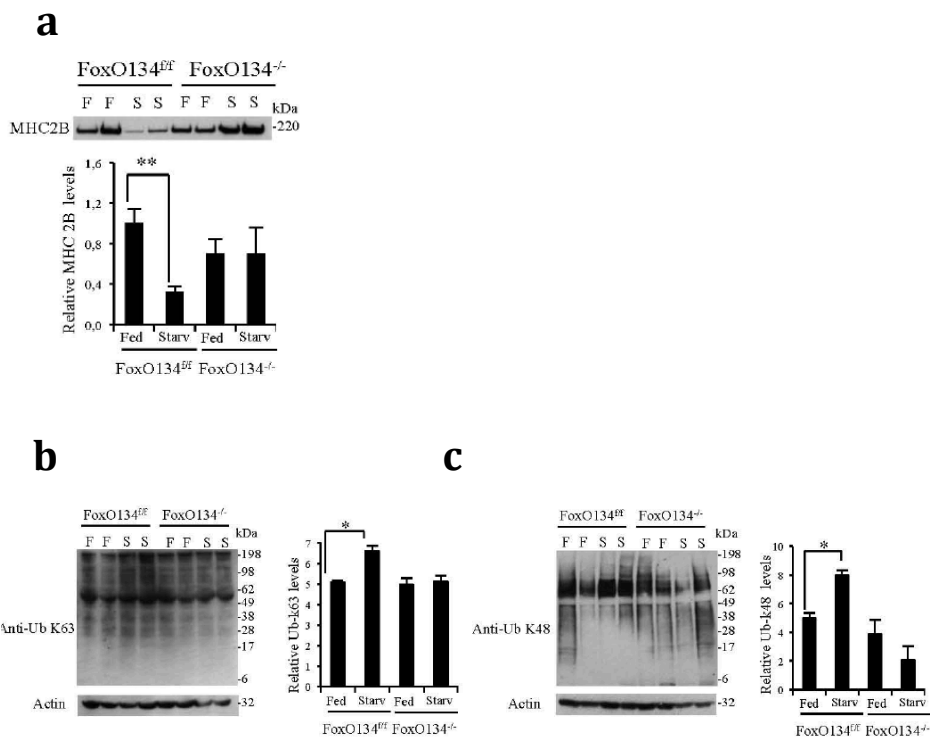 a
FoxO134f/f FoxO134-/-
F F S S F F S S kDa
MHC2B -220
Relative MHC 2B levels
1,6
1,2
0,8
0,4
0,0
**
Fed Starv Fed Starv
FoxO134f/f FoxO134-/-
b
FoxO134f/f FoxO134-/-
F F S S F F S S kDa
-198
-98
-62
-49
-38
-28
-17
-6
Anti-Ub K63
Actin -32
Relative Ub-k63 levels
7
6
5
4
3
2
1
0
*
Fed Starv Fed Starv
FoxO134f/f FoxO134-/-
c
FoxO134f/f FoxO134-/-
F F S S F F S S kDa
-198
-98
-62
-49
-38
-28
-17
-6
Anti-Ub K48
Actin -32
Relative Ub-k48 levels
10
8
6
4
2
0
*
Fed Starv Fed Starv
FoxO134f/f FoxO134-/-